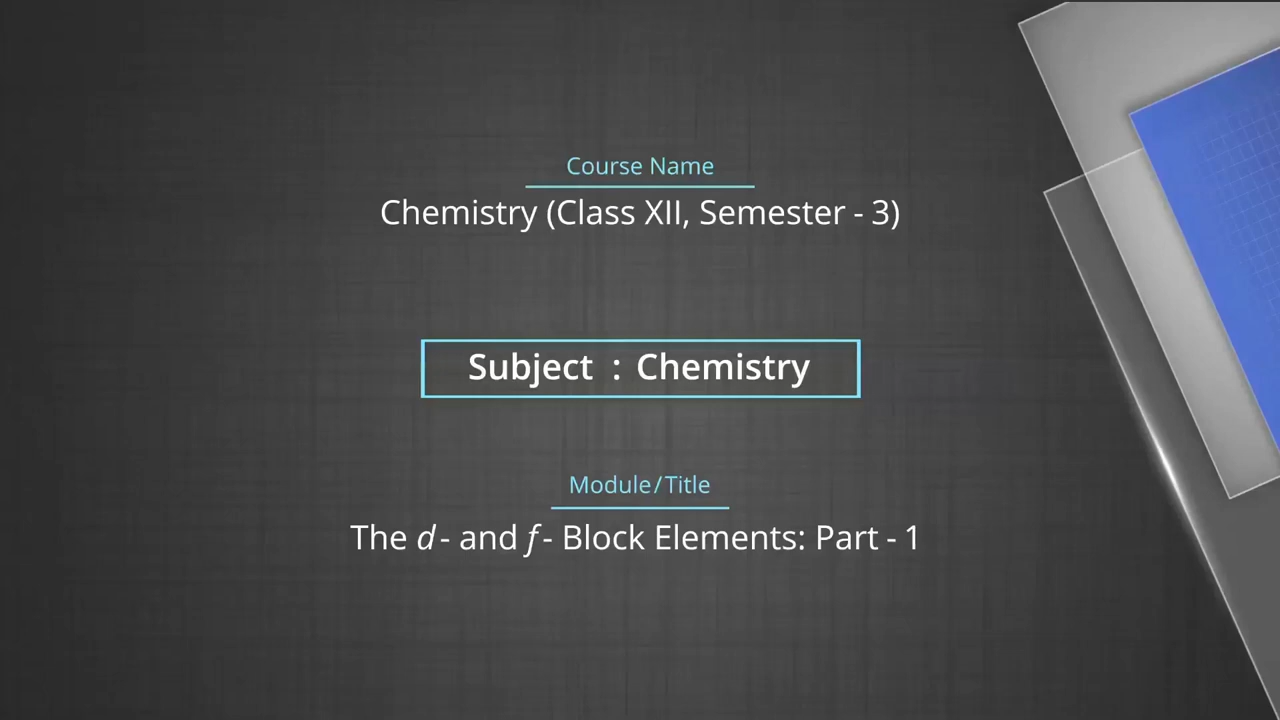 Course Name
Chemistry (Class XII, Semester - 3)
Subject : Chemistry
Module/Title
The d- and f- Block Elements: Part - 1